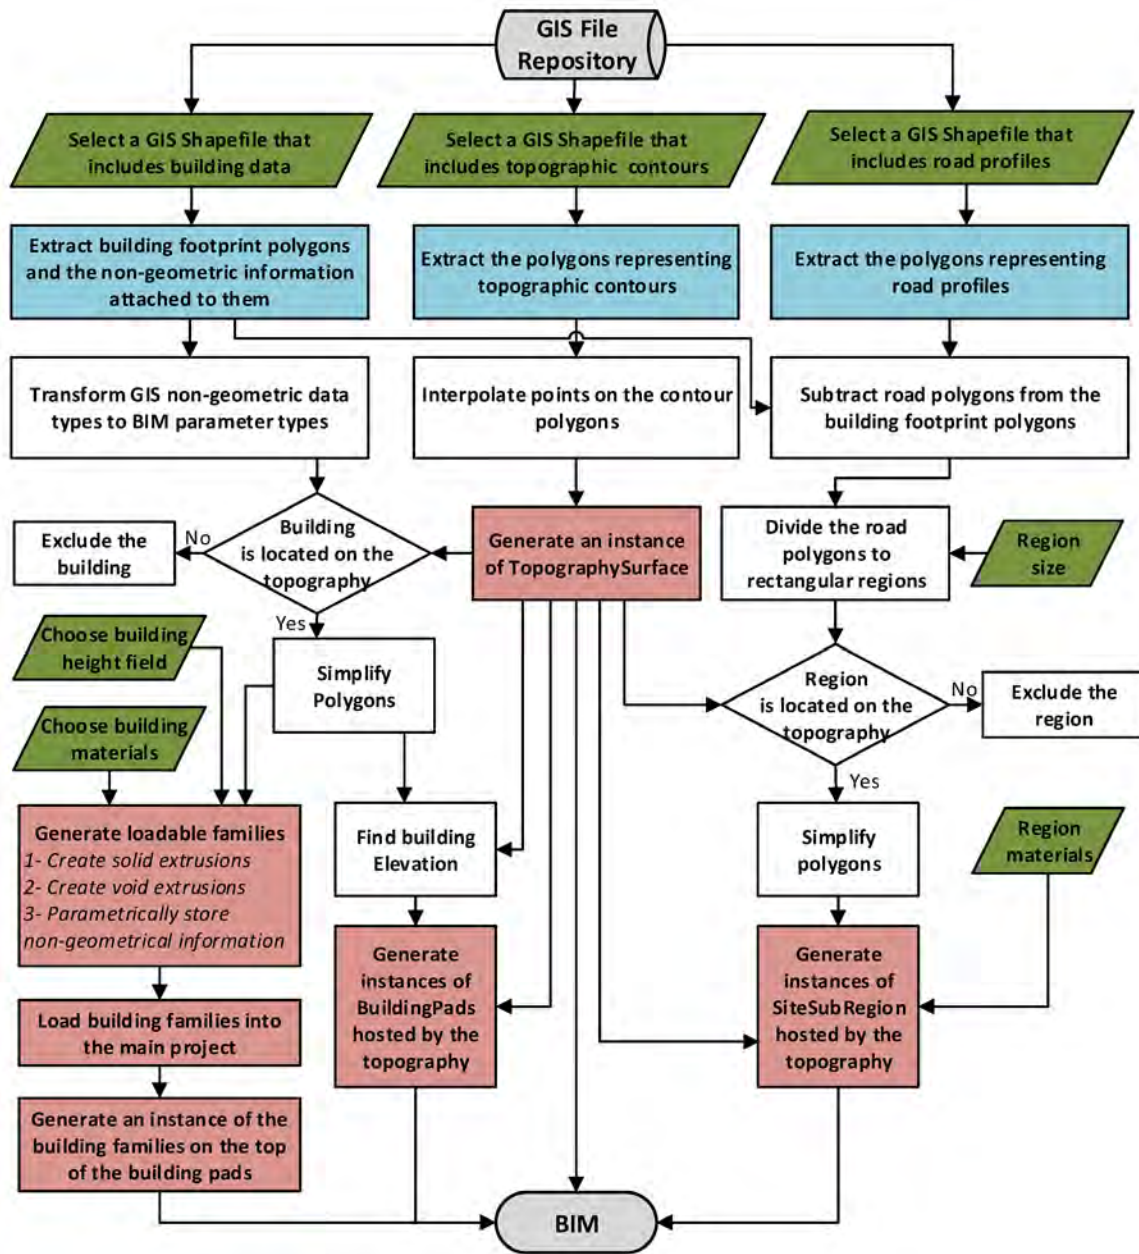 GIS File
Repository
Select a GIS Shapefile that
includes building data
Select a GIS Shapefile that
includes topographic contours
Select a GIS Shapefile that
includes road profiles
Extract building footprint polygons
and the non-geometric information
attached to them
Extract the polygons representing
topographic contours
Extract the polygons representing
road profiles
Transform GIS non-geometric data
types to BIM parameter types
Interpolate points on the contour
polygons
Subtract road polygons from the
building footprint polygons
Exclude the
building
No
Building
is located on the
topography
Yes
Generate an instance
of TopographySurface
Divide the road
polygons to
rectangular regions
Region
size
Choose building
height field
Simplify
Polygons
Choose building
materials
Region
is located on the
topography
No
Exclude the
region
Yes
Generate loadable families
1- Create solid extrusions
2- Create void extrusions
3- Parametrically store
non-geometrical information
Find building
Elevation
Simplify
polygons
Region
materials
Generate
instances of
BuildingPads
hosted by the
topography
Generate
instances of
SiteSubRegion
hosted by the
topography
Load building families into
the main project
Generate an instance of the
building families on the top
of the building pads
BIM